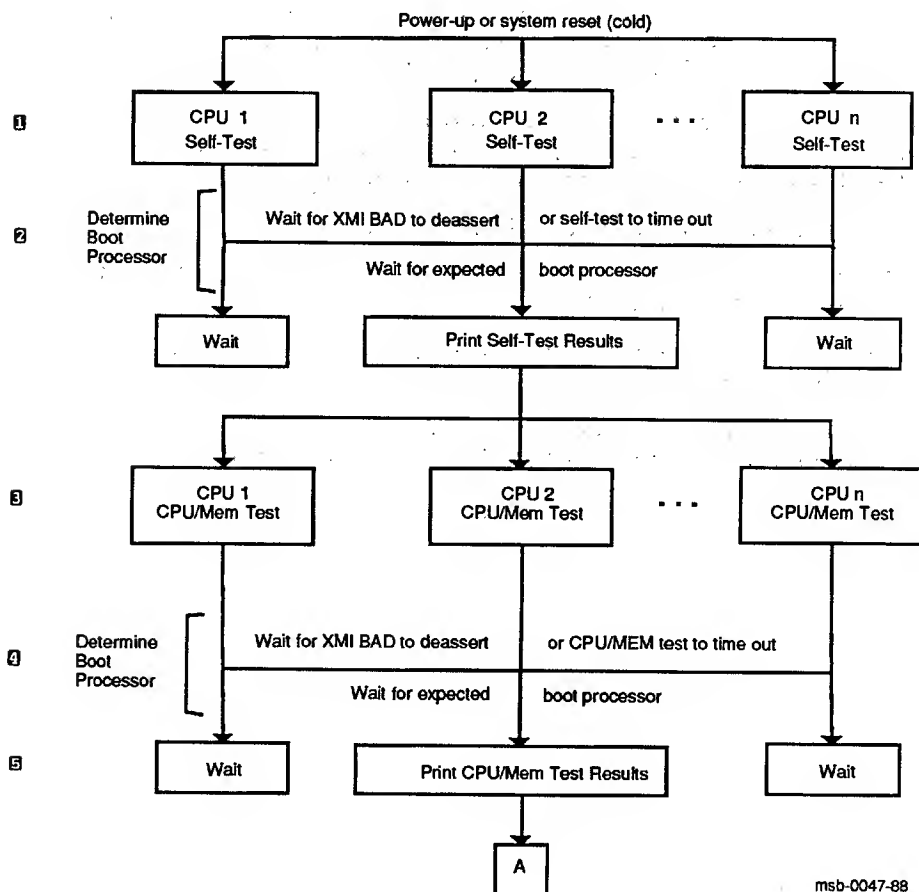 Power-up or system reset (cold)
1
CPU 1
Self-Test
CPU 2
Self-Test
. . .
CPU n
Self-Test
2
Determine
Boot
Processor
Wait for XMI BAD to deassert
or self-test to time out
Wait for expected
boot processor
Wait
Print Self-Test Results
Wait
3
CPU 1
CPU/Mem Test
CPU 2
CPU/Mem Test
. . .
CPU n
CPU/Mem Test
4
Determine
Boot
Processor
Wait for XMI BAD to deassert
or CPU/MEM test to time out
Wait for expected
boot processor
5
Wait
Print CPU/Mem Test Results
Wait
A
msb-0047-88